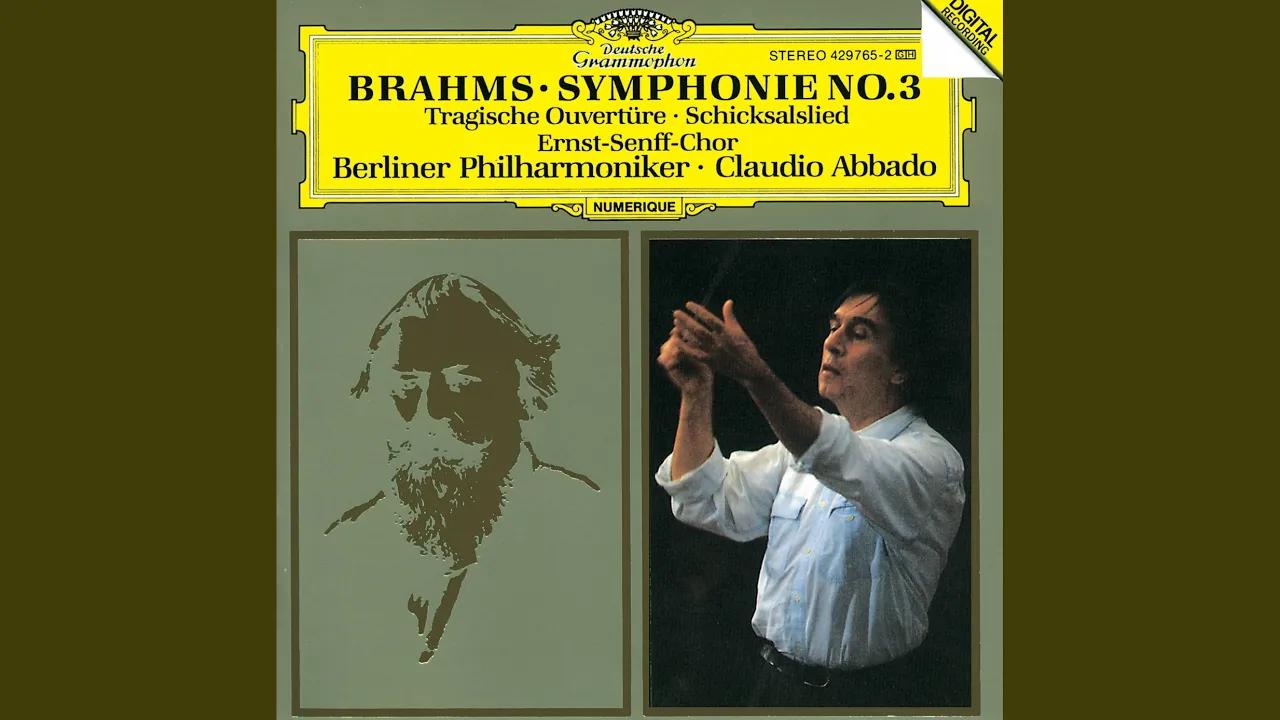 DIGITAL
RECORDING
Deutsche
Grammophon
STEREO 429765-2 GH
BRAHMS · SYMPHONIE NO. 3
Tragische Ouvertüre · Schicksalslied
Ernst-Senff-Chor
Berliner Philharmoniker · Claudio Abbado
NUMERIQUE